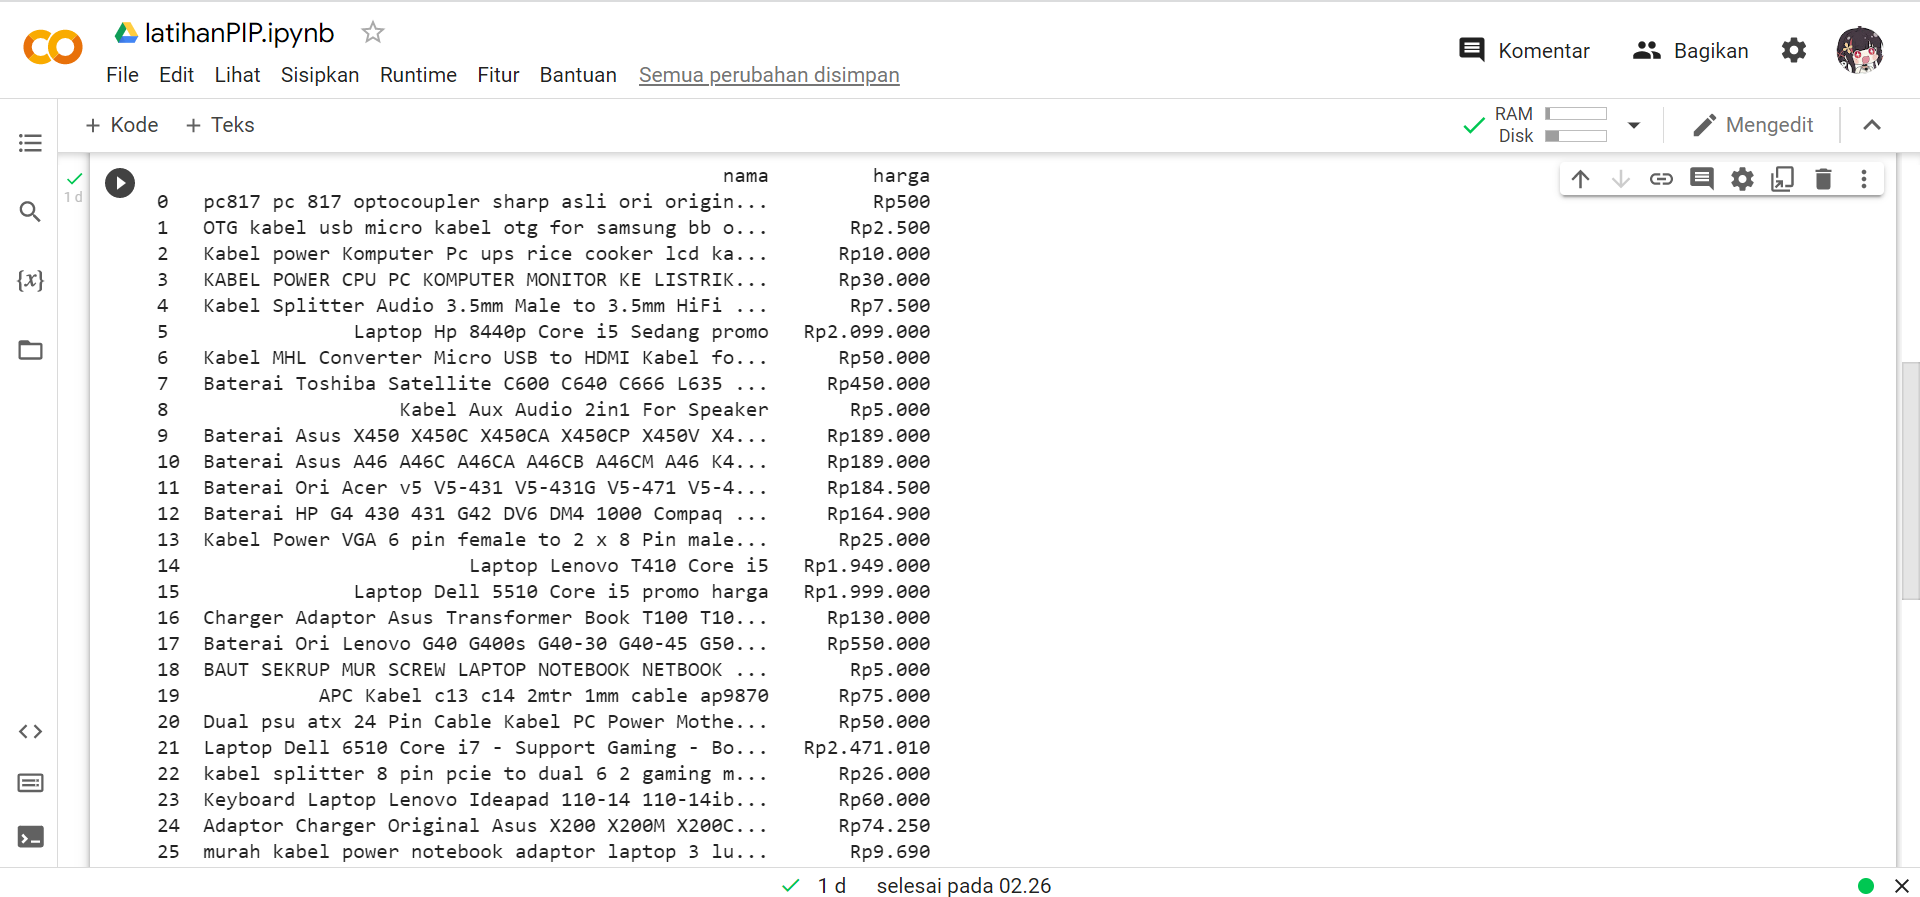 latihanPIP.ipynb
File Edit Lihat Sisipkan Runtime Fitur Bantuan Semua perubahan disimpan
Komentar Bagikan
+ Kode + Teks
RAM
Disk
Mengedit
1 d
nama harga
0 pc817 pc 817 optocoupler sharp asli ori origin... Rp500
1 OTG kabel usb micro kabel otg for samsung bb o... Rp2.500
2 Kabel power Komputer Pc ups rice cooker lcd ka... Rp10.000
3 KABEL POWER CPU PC KOMPUTER MONITOR KE LISTRIK... Rp30.000
4 Kabel Splitter Audio 3.5mm Male to 3.5mm HiFi ... Rp7.500
5 Laptop Hp 8440p Core i5 Sedang promo Rp2.099.000
6 Kabel MHL Converter Micro USB to HDMI Kabel fo... Rp50.000
7 Baterai Toshiba Satellite C600 C640 C666 L635 ... Rp450.000
8 Kabel Aux Audio 2in1 For Speaker Rp5.000
9 Baterai Asus X450 X450C X450CA X450CP X450V X4... Rp189.000
10 Baterai Asus A46 A46C A46CA A46CB A46CM A46 K4... Rp189.000
11 Baterai Ori Acer v5 V5-431 V5-431G V5-471 V5-4... Rp184.500
12 Baterai HP G4 430 431 G42 DV6 DM4 1000 Compaq ... Rp164.900
13 Kabel Power VGA 6 pin female to 2 x 8 Pin male... Rp25.000
14 Laptop Lenovo T410 Core i5 Rp1.949.000
15 Laptop Dell 5510 Core i5 promo harga Rp1.999.000
16 Charger Adaptor Asus Transformer Book T100 T10... Rp130.000
17 Baterai Ori Lenovo G40 G400s G40-30 G40-45 G50... Rp550.000
18 BAUT SEKRUP MUR SCREW LAPTOP NOTEBOOK NETBOOK ... Rp5.000
19 APC Kabel c13 c14 2mtr 1mm cable ap9870 Rp75.000
20 Dual psu atx 24 Pin Cable Kabel PC Power Mothe... Rp50.000
21 Laptop Dell 6510 Core i7 - Support Gaming - Bo... Rp2.471.010
22 kabel splitter 8 pin pcie to dual 6 2 gaming m... Rp26.000
23 Keyboard Laptop Lenovo Ideapad 110-14 110-14ib... Rp60.000
24 Adaptor Charger Original Asus X200 X200M X200C... Rp74.250
25 murah kabel power notebook adaptor laptop 3 lu... Rp9.690
1 d selesai pada 02.26